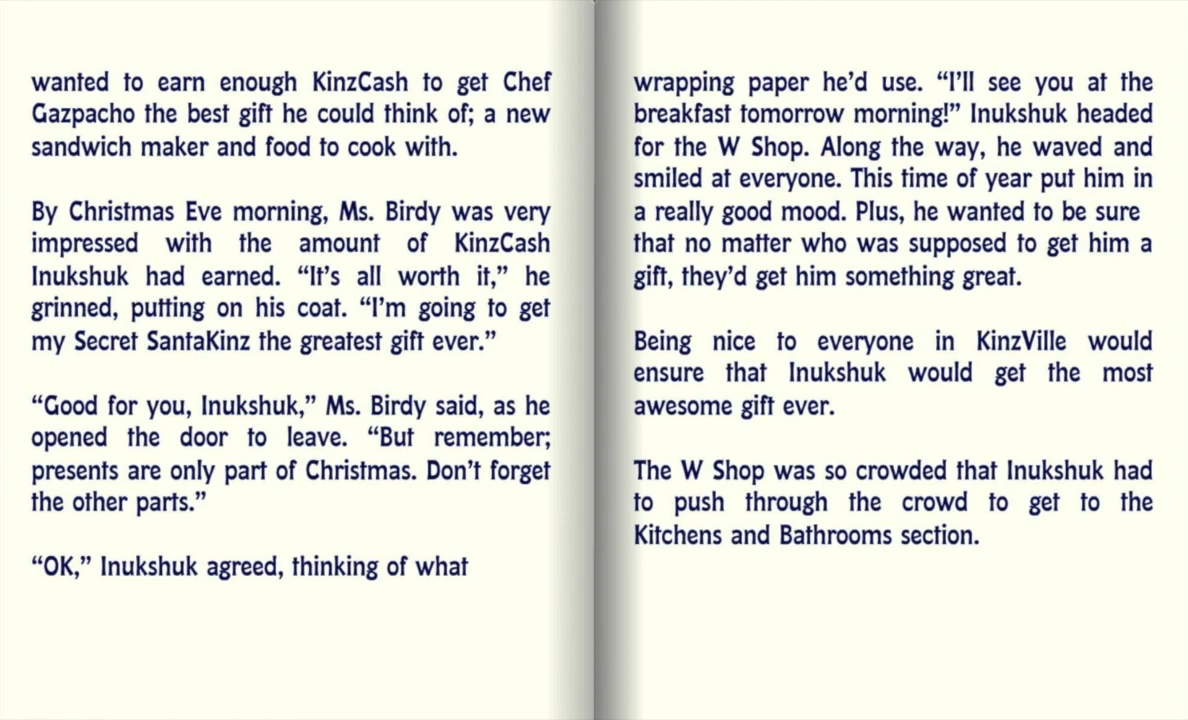 wanted to earn enough KinzCash to get Chef
Gazpacho the best gift he could think of; a new
sandwich maker and food to cook with.
By Christmas Eve morning, Ms. Birdy was very
impressed with the amount of KinzCash
Inukshuk had earned. “It’s all worth it,” he
grinned, putting on his coat. “I’m going to get
my Secret SantaKinz the greatest gift ever.”
“Good for you, Inukshuk,” Ms. Birdy said, as he
opened the door to leave. “But remember;
presents are only part of Christmas. Don’t forget
the other parts.”
“OK,” Inukshuk agreed, thinking of what
wrapping paper he’d use. “I’ll see you at the
breakfast tomorrow morning!” Inukshuk headed
for the W Shop. Along the way, he waved and
smiled at everyone. This time of year put him in
a really good mood. Plus, he wanted to be sure
that no matter who was supposed to get him a
gift, they’d get him something great.
Being nice to everyone in KinzVille would
ensure that Inukshuk would get the most
awesome gift ever.
The W Shop was so crowded that Inukshuk had
to push through the crowd to get to the
Kitchens and Bathrooms section.